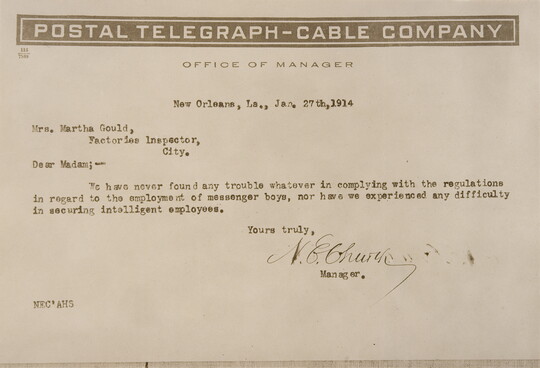 POSTAL TELEGRAPH-CABLE COMPANY
OFFICE OF MANAGER
New Orleans, La., Jan. 27th,1914
Mrs. Martha Gould,
Factories Inspector,
City.
Dear Madam;--
We have never found any trouble whatever in complying with the regulations
in regard to the employment of messenger boys, nor have we experienced any difficulty
in securing intelligent employees.
Yours truly,
N. E. Church
Manager.
NEC'AHS